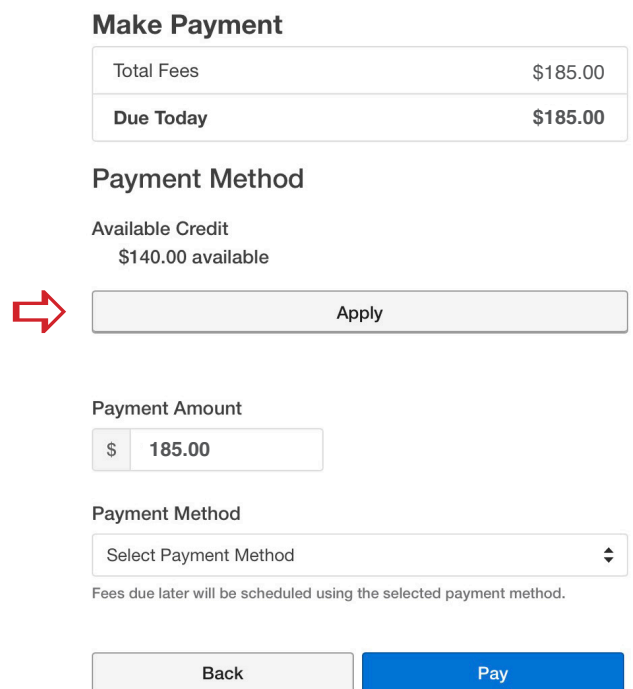 Make Payment
Total Fees $185.00
Due Today $185.00
Payment Method
Available Credit
$140.00 available
Apply
Payment Amount
$ 185.00
Payment Method
Select Payment Method
Fees due later will be scheduled using the selected payment method.
Back Pay